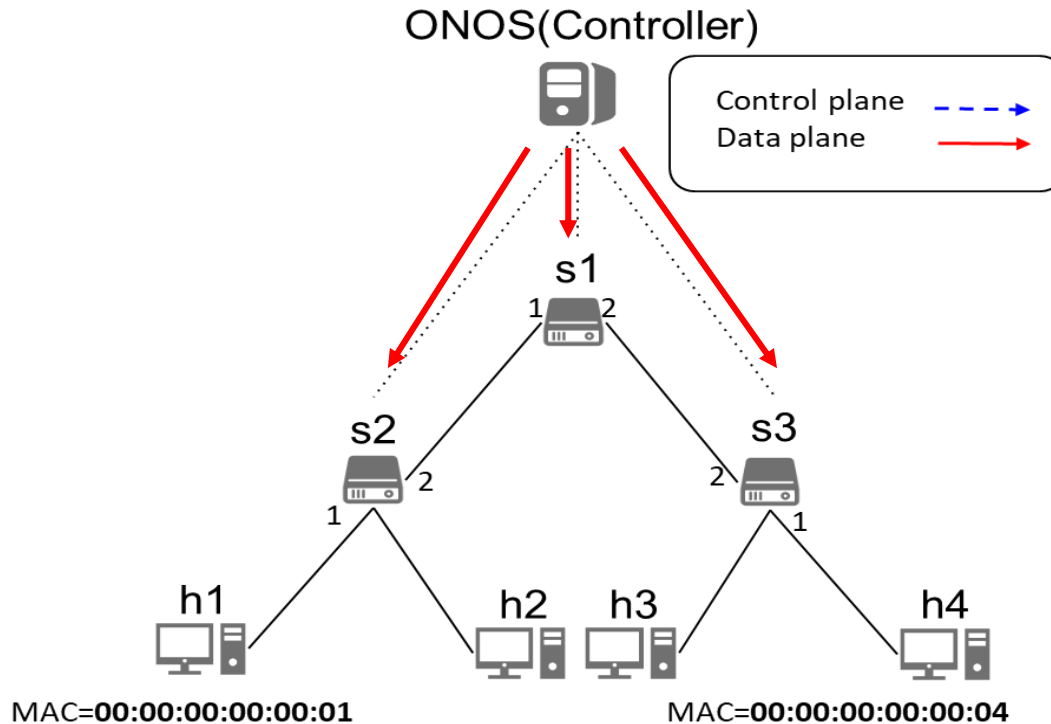 ONOS(Controller)
Control plane
Data plane
s1
1 2
s2
s3
2
2
1
1
h1
h2
h3
h4
MAC=00:00:00:00:00:01
MAC=00:00:00:00:00:04